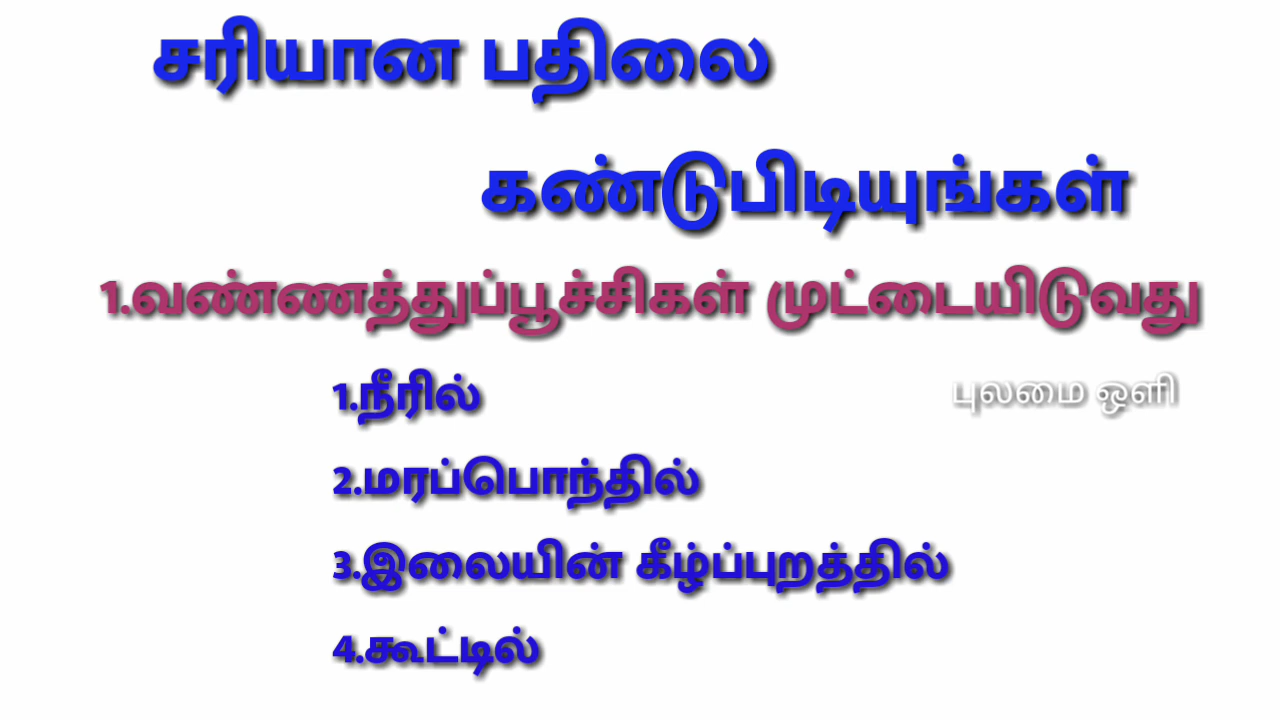 சரியான பதிலை
கண்டுபிடியுங்கள்
1.வண்ணத்துப்பூச்சிகள் முட்டையிடுவது
1.நீரில்
புலமை ஒளி
2.மரப்பொந்தில்
3.இலையின் கீழ்ப்புறத்தில்
4.கூட்டில்